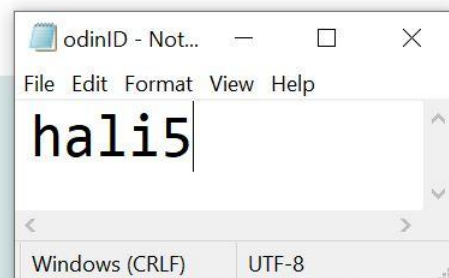 odinID - Not...
File Edit Format View Help
hali5
Windows (CRLF) UTF-8